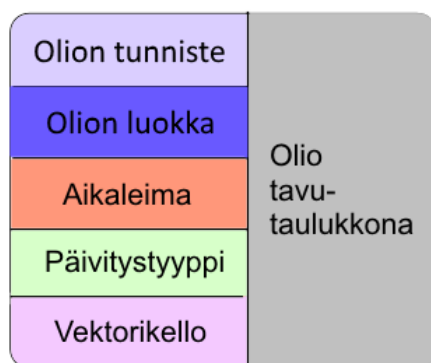 Olion tunniste
Olion luokka
Aikaleima
Päivitystyyppi
Vektorikello
Olio
tavu-
taulukkona